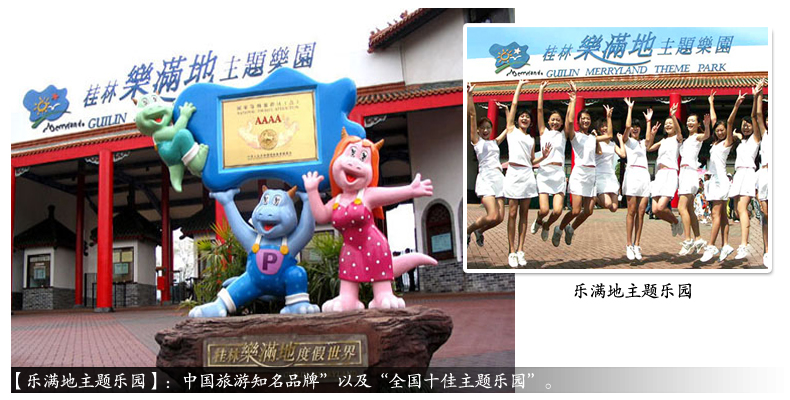 桂林樂滿地主題樂園
Merryland GUILIN
AAAA
P
桂林樂滿地度假世界
桂林樂滿地主題樂園
Merryland GUILIN MERRYLAND THEME PARK
乐满地主题乐园
【乐满地主题乐园】：中国旅游知名品牌”以及“全国十佳主题乐园”。